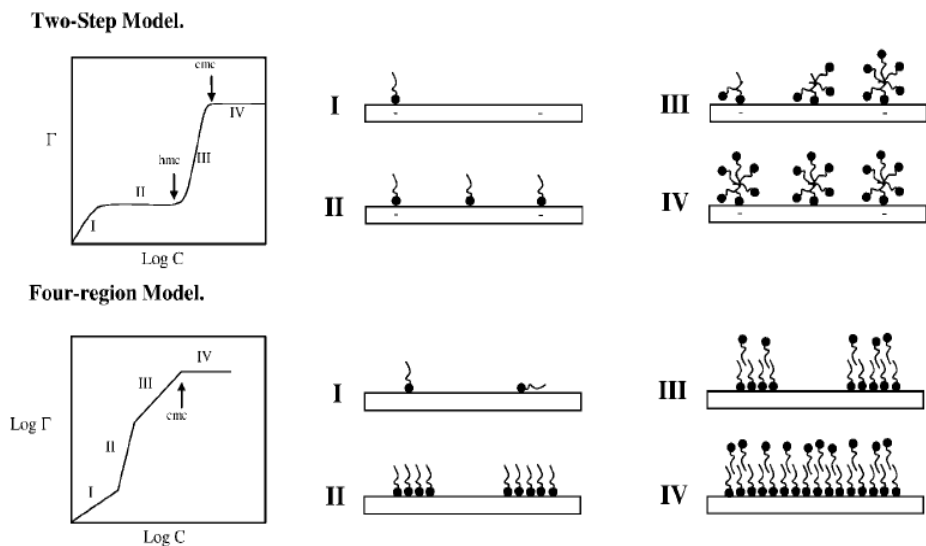 Two-Step Model.
cmc
IV
Γ
III
hmc
II
I
Log C
I
-
-
II
-
-
III
-
-
IV
-
-
Four-region Model.
IV
III
cmc
Log Γ
II
I
Log C
I
II
III
IV